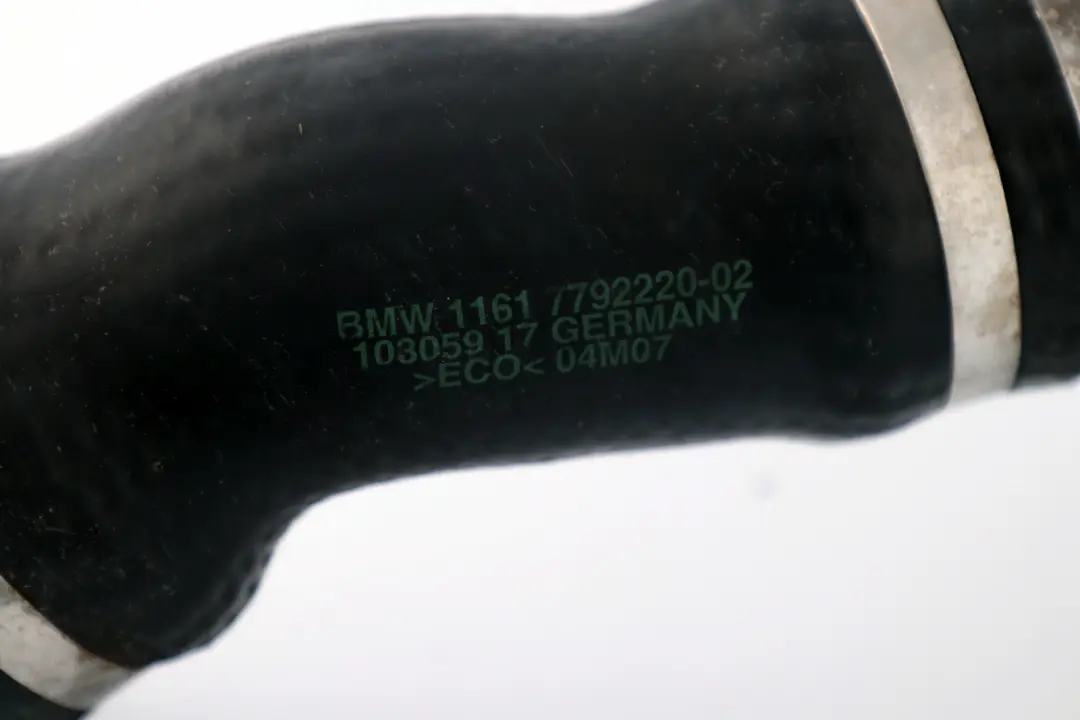 BMW 1161 7792220-02
103059 17 GERMANY
>ECO< 04M07